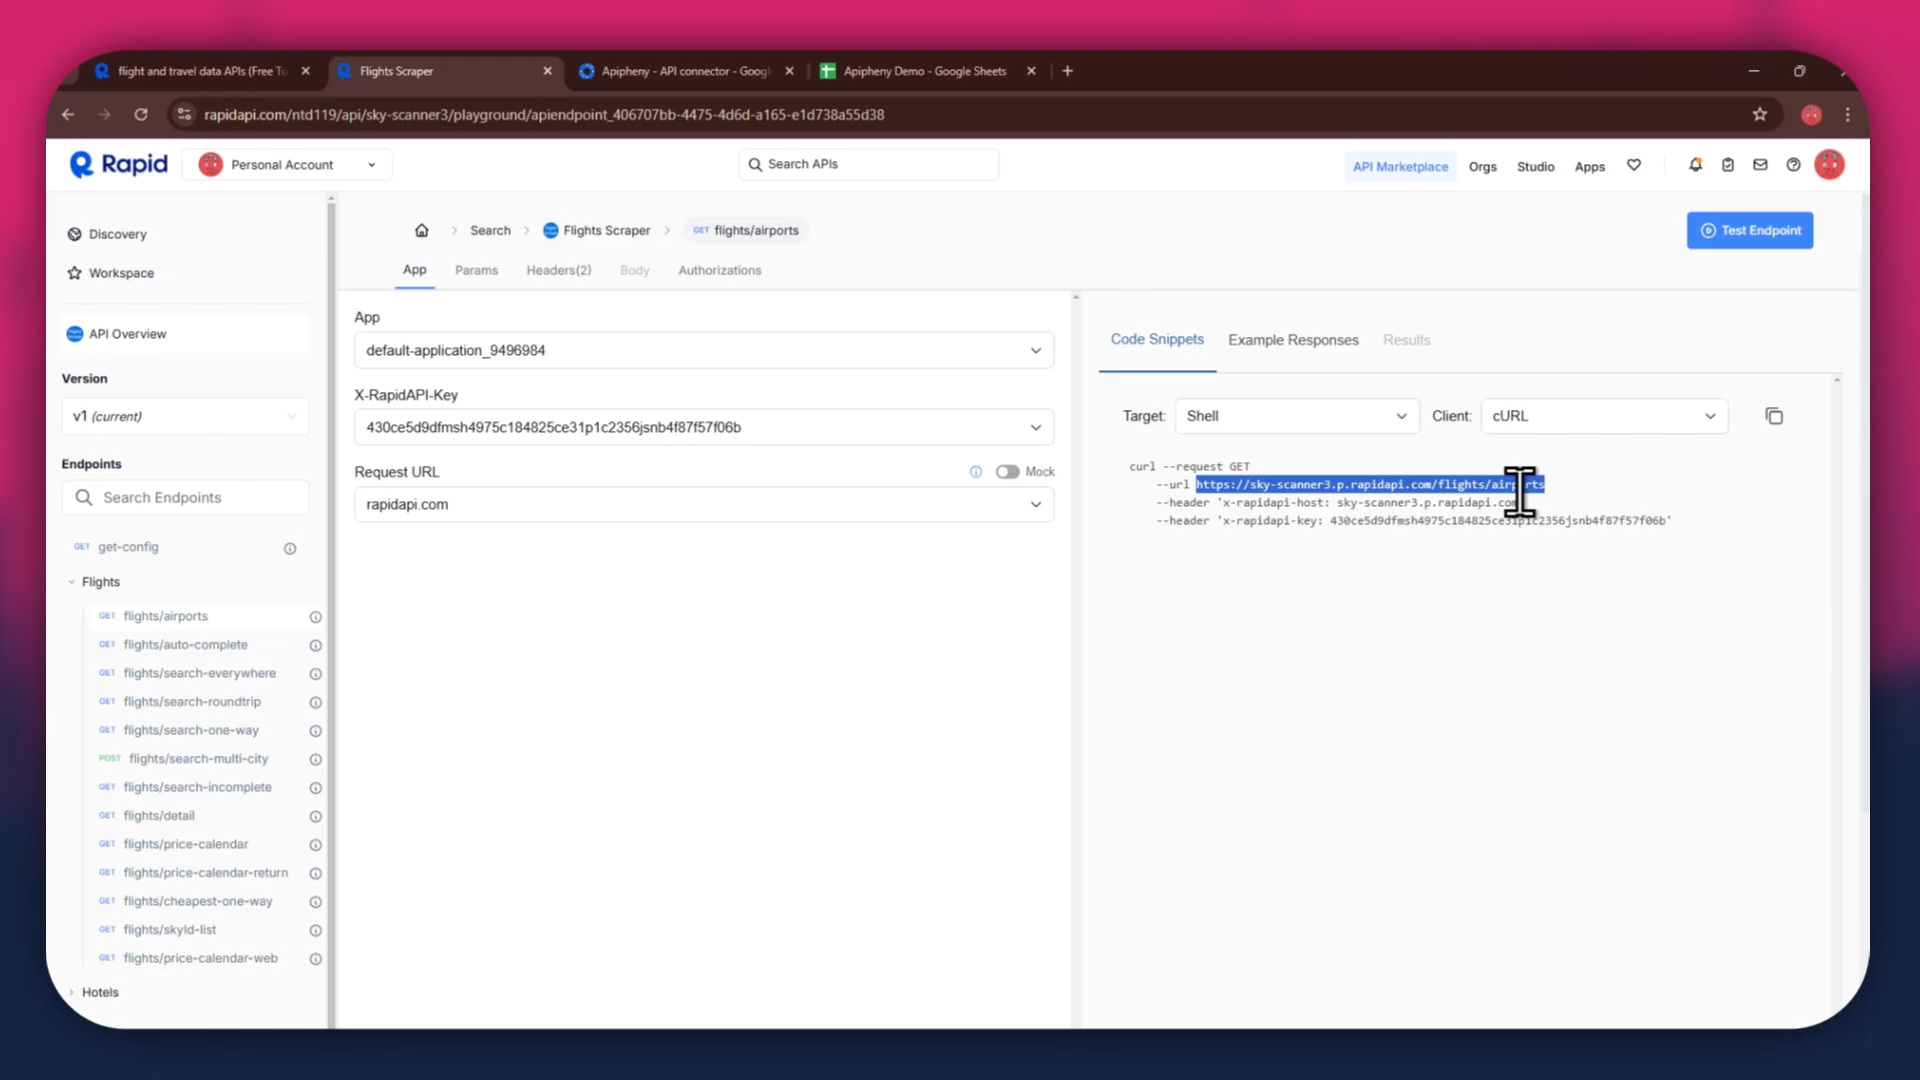 flight and travel data APIs (Free Tu
Flights Scraper
Apipheny - API connector - Googl
Apipheny Demo - Google Sheets
rapidapi.com/ntd119/api/sky-scanner3/playground/apiendpoint_406707bb-4475-4d6d-a165-e1d738a55d38
Rapid
Personal Account
Search APIs
API Marketplace
Orgs
Studio
Apps
Discovery
Workspace
API Overview
Version
v1 (current)
Endpoints
Search Endpoints
GET get-config
Flights
GET flights/airports
GET flights/auto-complete
GET flights/search-everywhere
GET flights/search-roundtrip
GET flights/search-one-way
POST flights/search-multi-city
GET flights/search-incomplete
GET flights/detail
GET flights/price-calendar
GET flights/price-calendar-return
GET flights/cheapest-one-way
GET flights/skyId-list
GET flights/price-calendar-web
Hotels
Search
Flights Scraper
GET flights/airports
Test Endpoint
App
Params
Headers(2)
Body
Authorizations
App
default-application_9496984
X-RapidAPI-Key
430ce5d9dfmsh4975c184825ce31p1c2356jsnb4f87f57f06b
Request URL
Mock
rapidapi.com
Code Snippets
Example Responses
Results
Target:
Shell
Client:
cURL
curl --request GET
--url https://sky-scanner3.p.rapidapi.com/flights/airports
--header 'x-rapidapi-host: sky-scanner3.p.rapidapi.com
--header 'x-rapidapi-key: 430ce5d9dfmsh4975c184825ce31p1c2356jsnb4f87f57f06b'